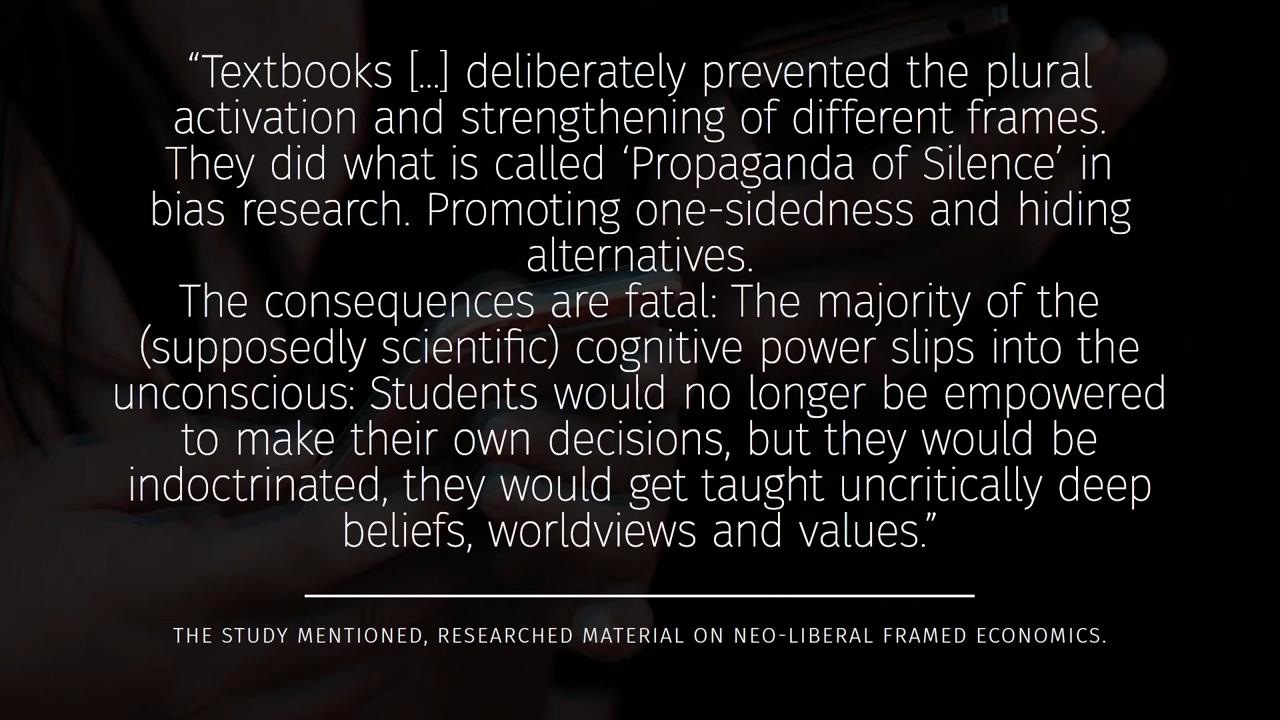 “Textbooks [...] deliberately prevented the plural
activation and strengthening of different frames.
They did what is called ‘Propaganda of Silence’ in
bias research. Promoting one-sidedness and hiding
alternatives.
The consequences are fatal: The majority of the
(supposedly scientific) cognitive power slips into the
unconscious: Students would no longer be empowered
to make their own decisions, but they would be
indoctrinated, they would get taught uncritically deep
beliefs, worldviews and values.”
THE STUDY MENTIONED, RESEARCHED MATERIAL ON NEO-LIBERAL FRAMED ECONOMICS.